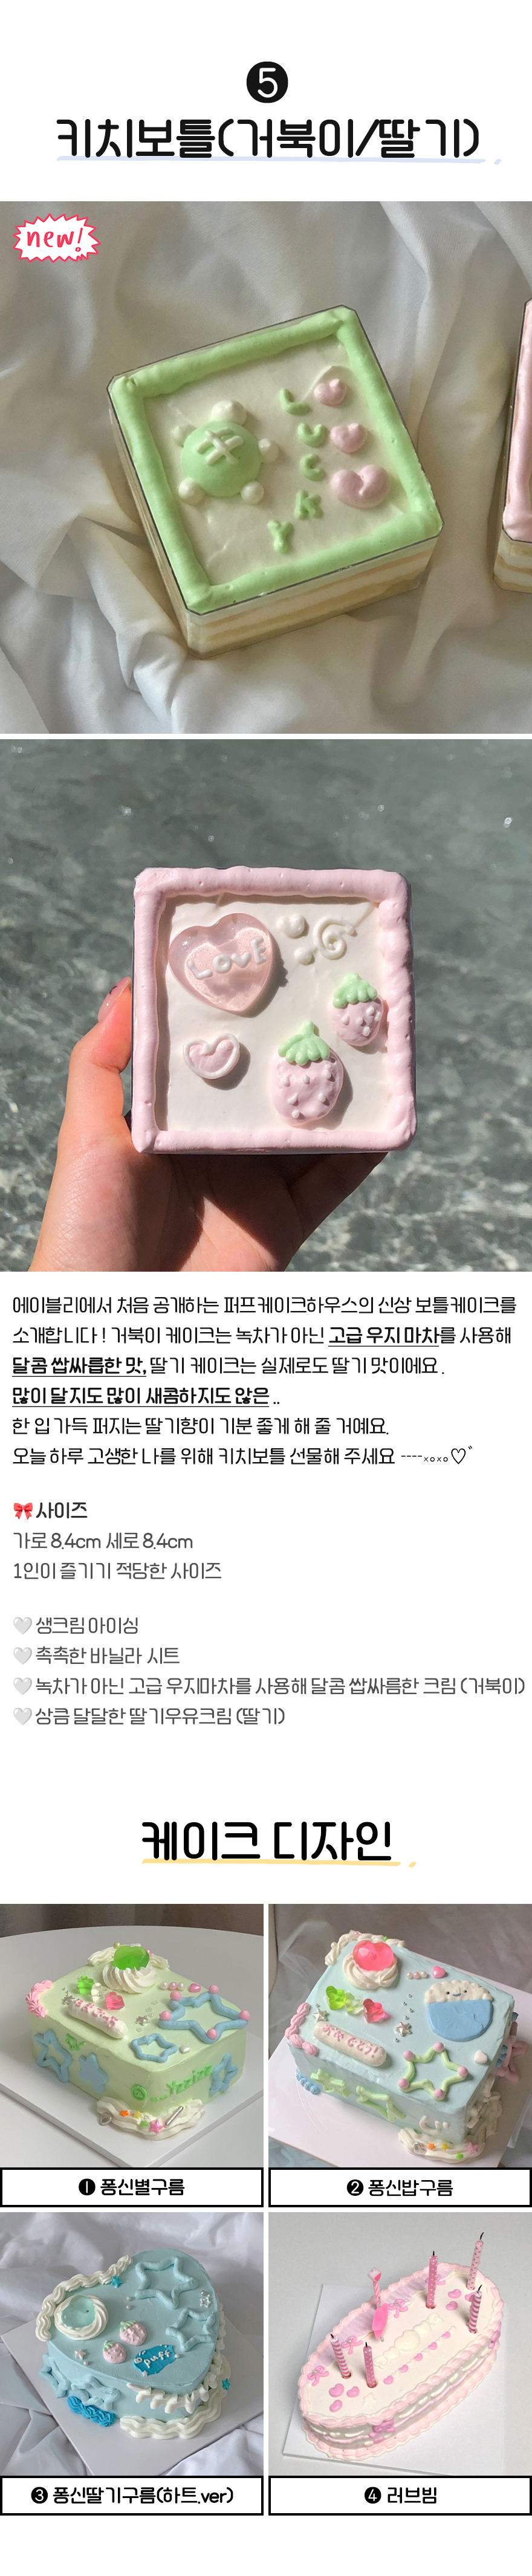 ❺
키치보틀(거북이/딸기)
new!
L
U
C
K
Y
LOVE
에이블리에서 처음 공개하는 퍼프케이크하우스의 신상 보틀케이크를
소개합니다 ! 거북이 케이크는 녹차가 아닌 고급 우지 마차를 사용해
달콤 쌉싸름한 맛, 딸기 케이크는 실제로도 딸기 맛이에요 .
많이 달지도 많이 새콤하지도 않은 ..
한 입 가득 퍼지는 딸기향이 기분 좋게 해 줄 거예요.
오늘 하루 고생한 나를 위해 키치보틀 선물해 주세요 ----×o×o♡ﾞ
🎀 사이즈
가로 8.4cm 세로 8.4cm
1인이 즐기기 적당한 사이즈
🤍 생크림 아이싱
🤍 촉촉한 바닐라 시트
🤍 녹차가 아닌 고급 우지마차를 사용해 달콤 쌉싸름한 크림 (거북이)
🤍 상큼 달달한 딸기우유크림 (딸기)
케이크 디자인
❶ 퐁신별구름
❷ 퐁신밥구름
puff
❸ 퐁신딸기구름(하트.ver)
❹ 러브빔